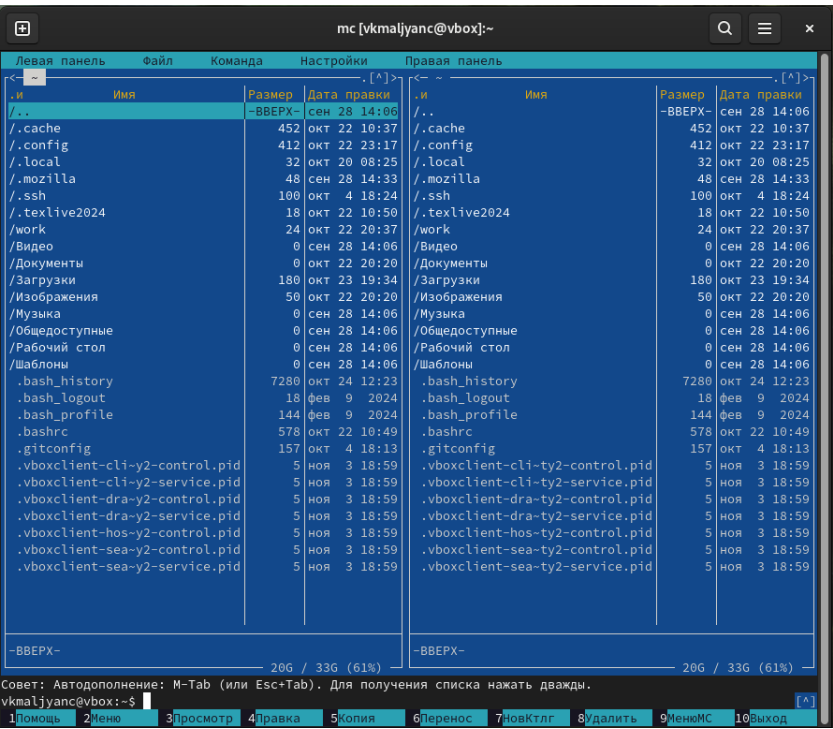 mc [vkmaljyanc@vbox]:~
Левая панель Файл Команда Настройки Правая панель
<─ ~ ─.[^]>┐┌<─ ~ ─.[^]>
.и Имя Размер Дата правки .и Имя Размер Дата правки
/.. -ВВЕРХ- сен 28 14:06 /.. -ВВЕРХ- сен 28 14:06
/.cache 452 окт 22 10:37 /.cache 452 окт 22 10:37
/.config 412 окт 22 23:17 /.config 412 окт 22 23:17
/.local 32 окт 20 08:25 /.local 32 окт 20 08:25
/.mozilla 48 сен 28 14:33 /.mozilla 48 сен 28 14:33
/.ssh 100 окт 4 18:24 /.ssh 100 окт 4 18:24
/.texlive2024 18 окт 22 10:50 /.texlive2024 18 окт 22 10:50
/work 24 окт 22 20:37 /work 24 окт 22 20:37
/Видео 0 сен 28 14:06 /Видео 0 сен 28 14:06
/Документы 0 окт 22 20:20 /Документы 0 окт 22 20:20
/Загрузки 180 окт 23 19:34 /Загрузки 180 окт 23 19:34
/Изображения 50 окт 22 20:20 /Изображения 50 окт 22 20:20
/Музыка 0 сен 28 14:06 /Музыка 0 сен 28 14:06
/Общедоступные 0 сен 28 14:06 /Общедоступные 0 сен 28 14:06
/Рабочий стол 0 сен 28 14:06 /Рабочий стол 0 сен 28 14:06
/Шаблоны 0 сен 28 14:06 /Шаблоны 0 сен 28 14:06
.bash_history 7280 окт 24 12:23 .bash_history 7280 окт 24 12:23
.bash_logout 18 фев 9 2024 .bash_logout 18 фев 9 2024
.bash_profile 144 фев 9 2024 .bash_profile 144 фев 9 2024
.bashrc 578 окт 22 10:49 .bashrc 578 окт 22 10:49
.gitconfig 157 окт 4 18:13 .gitconfig 157 окт 4 18:13
.vboxclient-cli~y2-control.pid 5 ноя 3 18:59 .vboxclient-cli~ty2-control.pid 5 ноя 3 18:59
.vboxclient-cli~y2-service.pid 5 ноя 3 18:59 .vboxclient-cli~ty2-service.pid 5 ноя 3 18:59
.vboxclient-dra~y2-control.pid 5 ноя 3 18:59 .vboxclient-dra~ty2-control.pid 5 ноя 3 18:59
.vboxclient-dra~y2-service.pid 5 ноя 3 18:59 .vboxclient-dra~ty2-service.pid 5 ноя 3 18:59
.vboxclient-hos~y2-control.pid 5 ноя 3 18:59 .vboxclient-hos~ty2-control.pid 5 ноя 3 18:59
.vboxclient-sea~y2-control.pid 5 ноя 3 18:59 .vboxclient-sea~ty2-control.pid 5 ноя 3 18:59
.vboxclient-sea~y2-service.pid 5 ноя 3 18:59 .vboxclient-sea~ty2-service.pid 5 ноя 3 18:59
-ВВЕРХ- -ВВЕРХ-
20G / 33G (61%) 20G / 33G (61%)
Совет: Автодополнение: M-Tab (или Esc+Tab). Для получения списка нажать дважды.
vkmaljyanc@vbox:~$ [^]
1Помощь 2Меню 3Просмотр 4Правка 5Копия 6Перенос 7НовКтлг 8Удалить 9МенюMC 10Выход